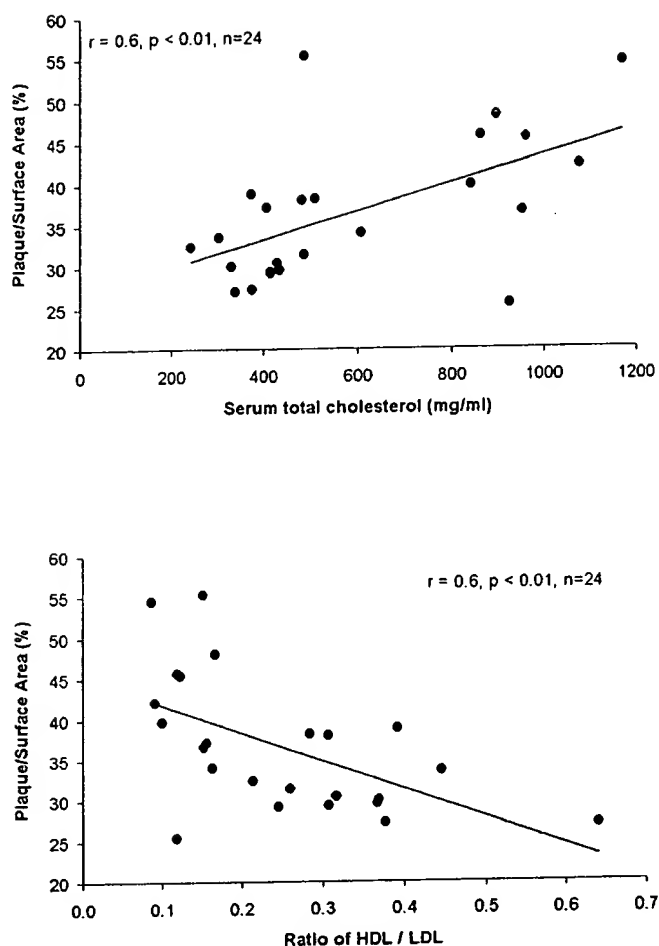 r = 0.6, p < 0.01, n=24
Plaque/Surface Area (%)
60
55
50
45
40
35
30
25
20
0 200 400 600 800 1000 1200
Serum total cholesterol (mg/ml)
r = 0.6, p < 0.01, n=24
Plaque/Surface Area (%)
60
55
50
45
40
35
30
25
20
0.0 0.1 0.2 0.3 0.4 0.5 0.6 0.7
Ratio of HDL / LDL